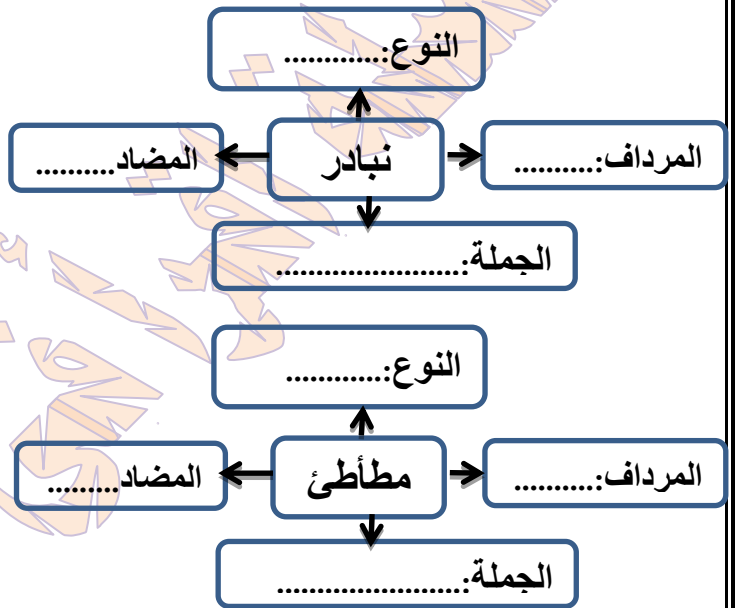 النوع:.............
المرداف:..........
نبادر
المضاد..........
الجملة:.......................
النوع:............
المرداف:..........
مطأطئ
المضاد.........
الجملة:........................